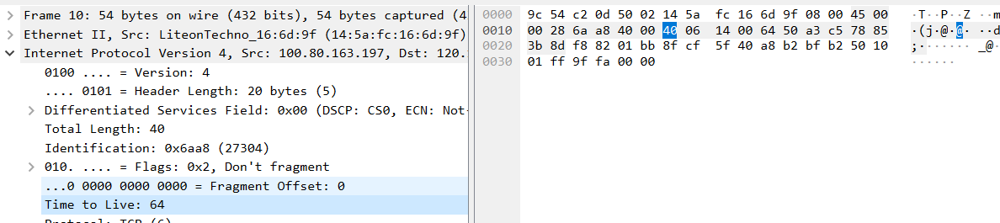 Frame 10: 54 bytes on wire (432 bits), 54 bytes captured (4
Ethernet II, Src: LiteonTechno_16:6d:9f (14:5a:fc:16:6d:9f)
Internet Protocol Version 4, Src: 100.80.163.197, Dst: 120.
0100 .... = Version: 4
.... 0101 = Header Length: 20 bytes (5)
Differentiated Services Field: 0x00 (DSCP: CS0, ECN: Not-
Total Length: 40
Identification: 0x6aa8 (27304)
010. .... = Flags: 0x2, Don't fragment
...0 0000 0000 0000 = Fragment Offset: 0
Time to Live: 64
Protocol: TCP (6)
0000 9c 54 c2 0d 50 02 14 5a fc 16 6d 9f 08 00 45 00 ·T··P··Z ··m
0010 00 28 6a a8 40 00 40 06 14 00 64 50 a3 c5 78 85 ·(j·@·@· ··d
0020 3b 8d f8 82 01 bb 8f cf 5f 40 a8 b2 bf b2 50 10 ;······· _@·
0030 01 ff 9f fa 00 00 ······